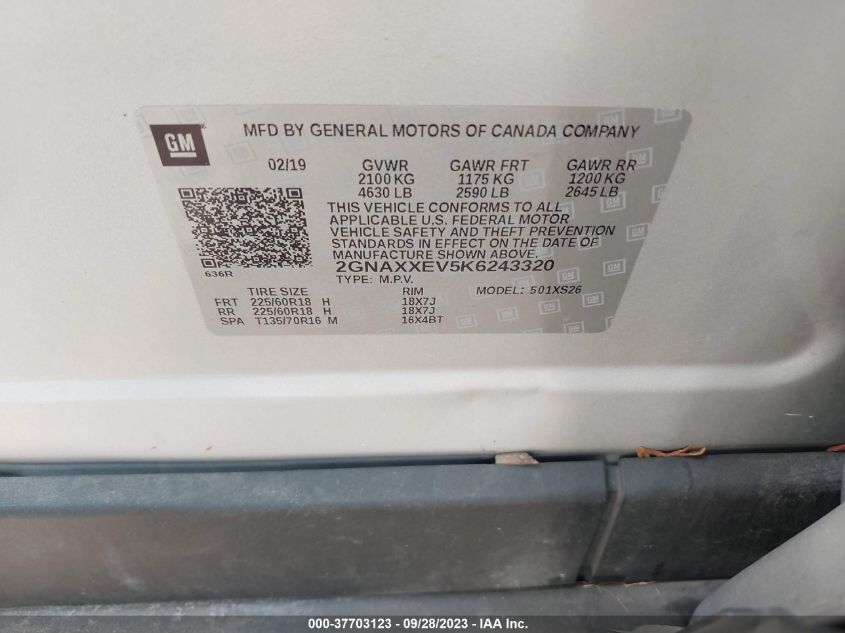 GM
MFD BY GENERAL MOTORS OF CANADA COMPANY
02/19 GVWR GAWR FRT GAWR RR
2100 KG 1175 KG 1200 KG
4630 LB 2590 LB 2645 LB
THIS VEHICLE CONFORMS TO ALL
APPLICABLE U.S. FEDERAL MOTOR
VEHICLE SAFETY AND THEFT PREVENTION
STANDARDS IN EFFECT ON THE DATE OF
MANUFACTURE SHOWN ABOVE.
636R 2GNAXXEV5K6243320
TYPE: M.P.V. MODEL: 501XS26
TIRE SIZE RIM
FRT 225/60R18 H 18X7J
RR 225/60R18 H 18X7J
SPA T135/70R16 M 16X4BT
000-37703123 - 09/28/2023 - IAA Inc.